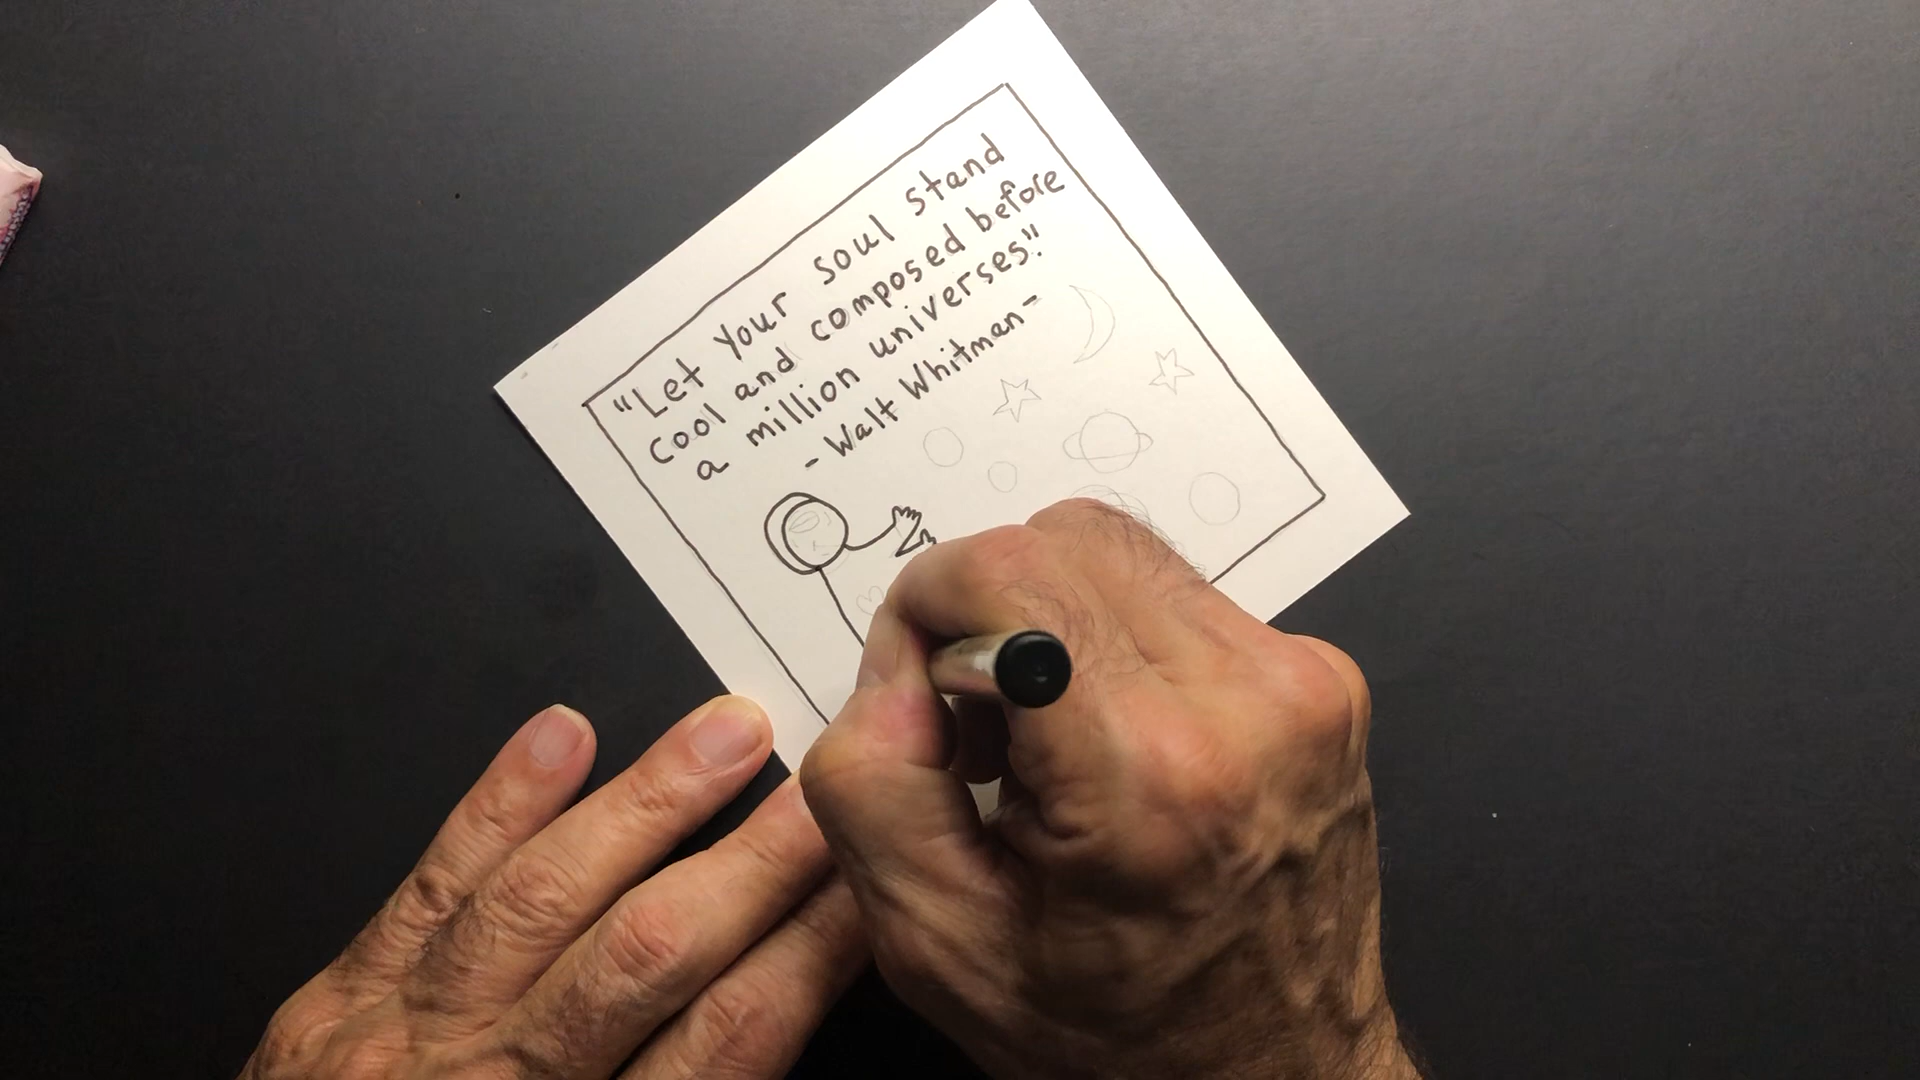 "Let your soul stand
cool and composed before
a million universes."
- Walt Whitman -